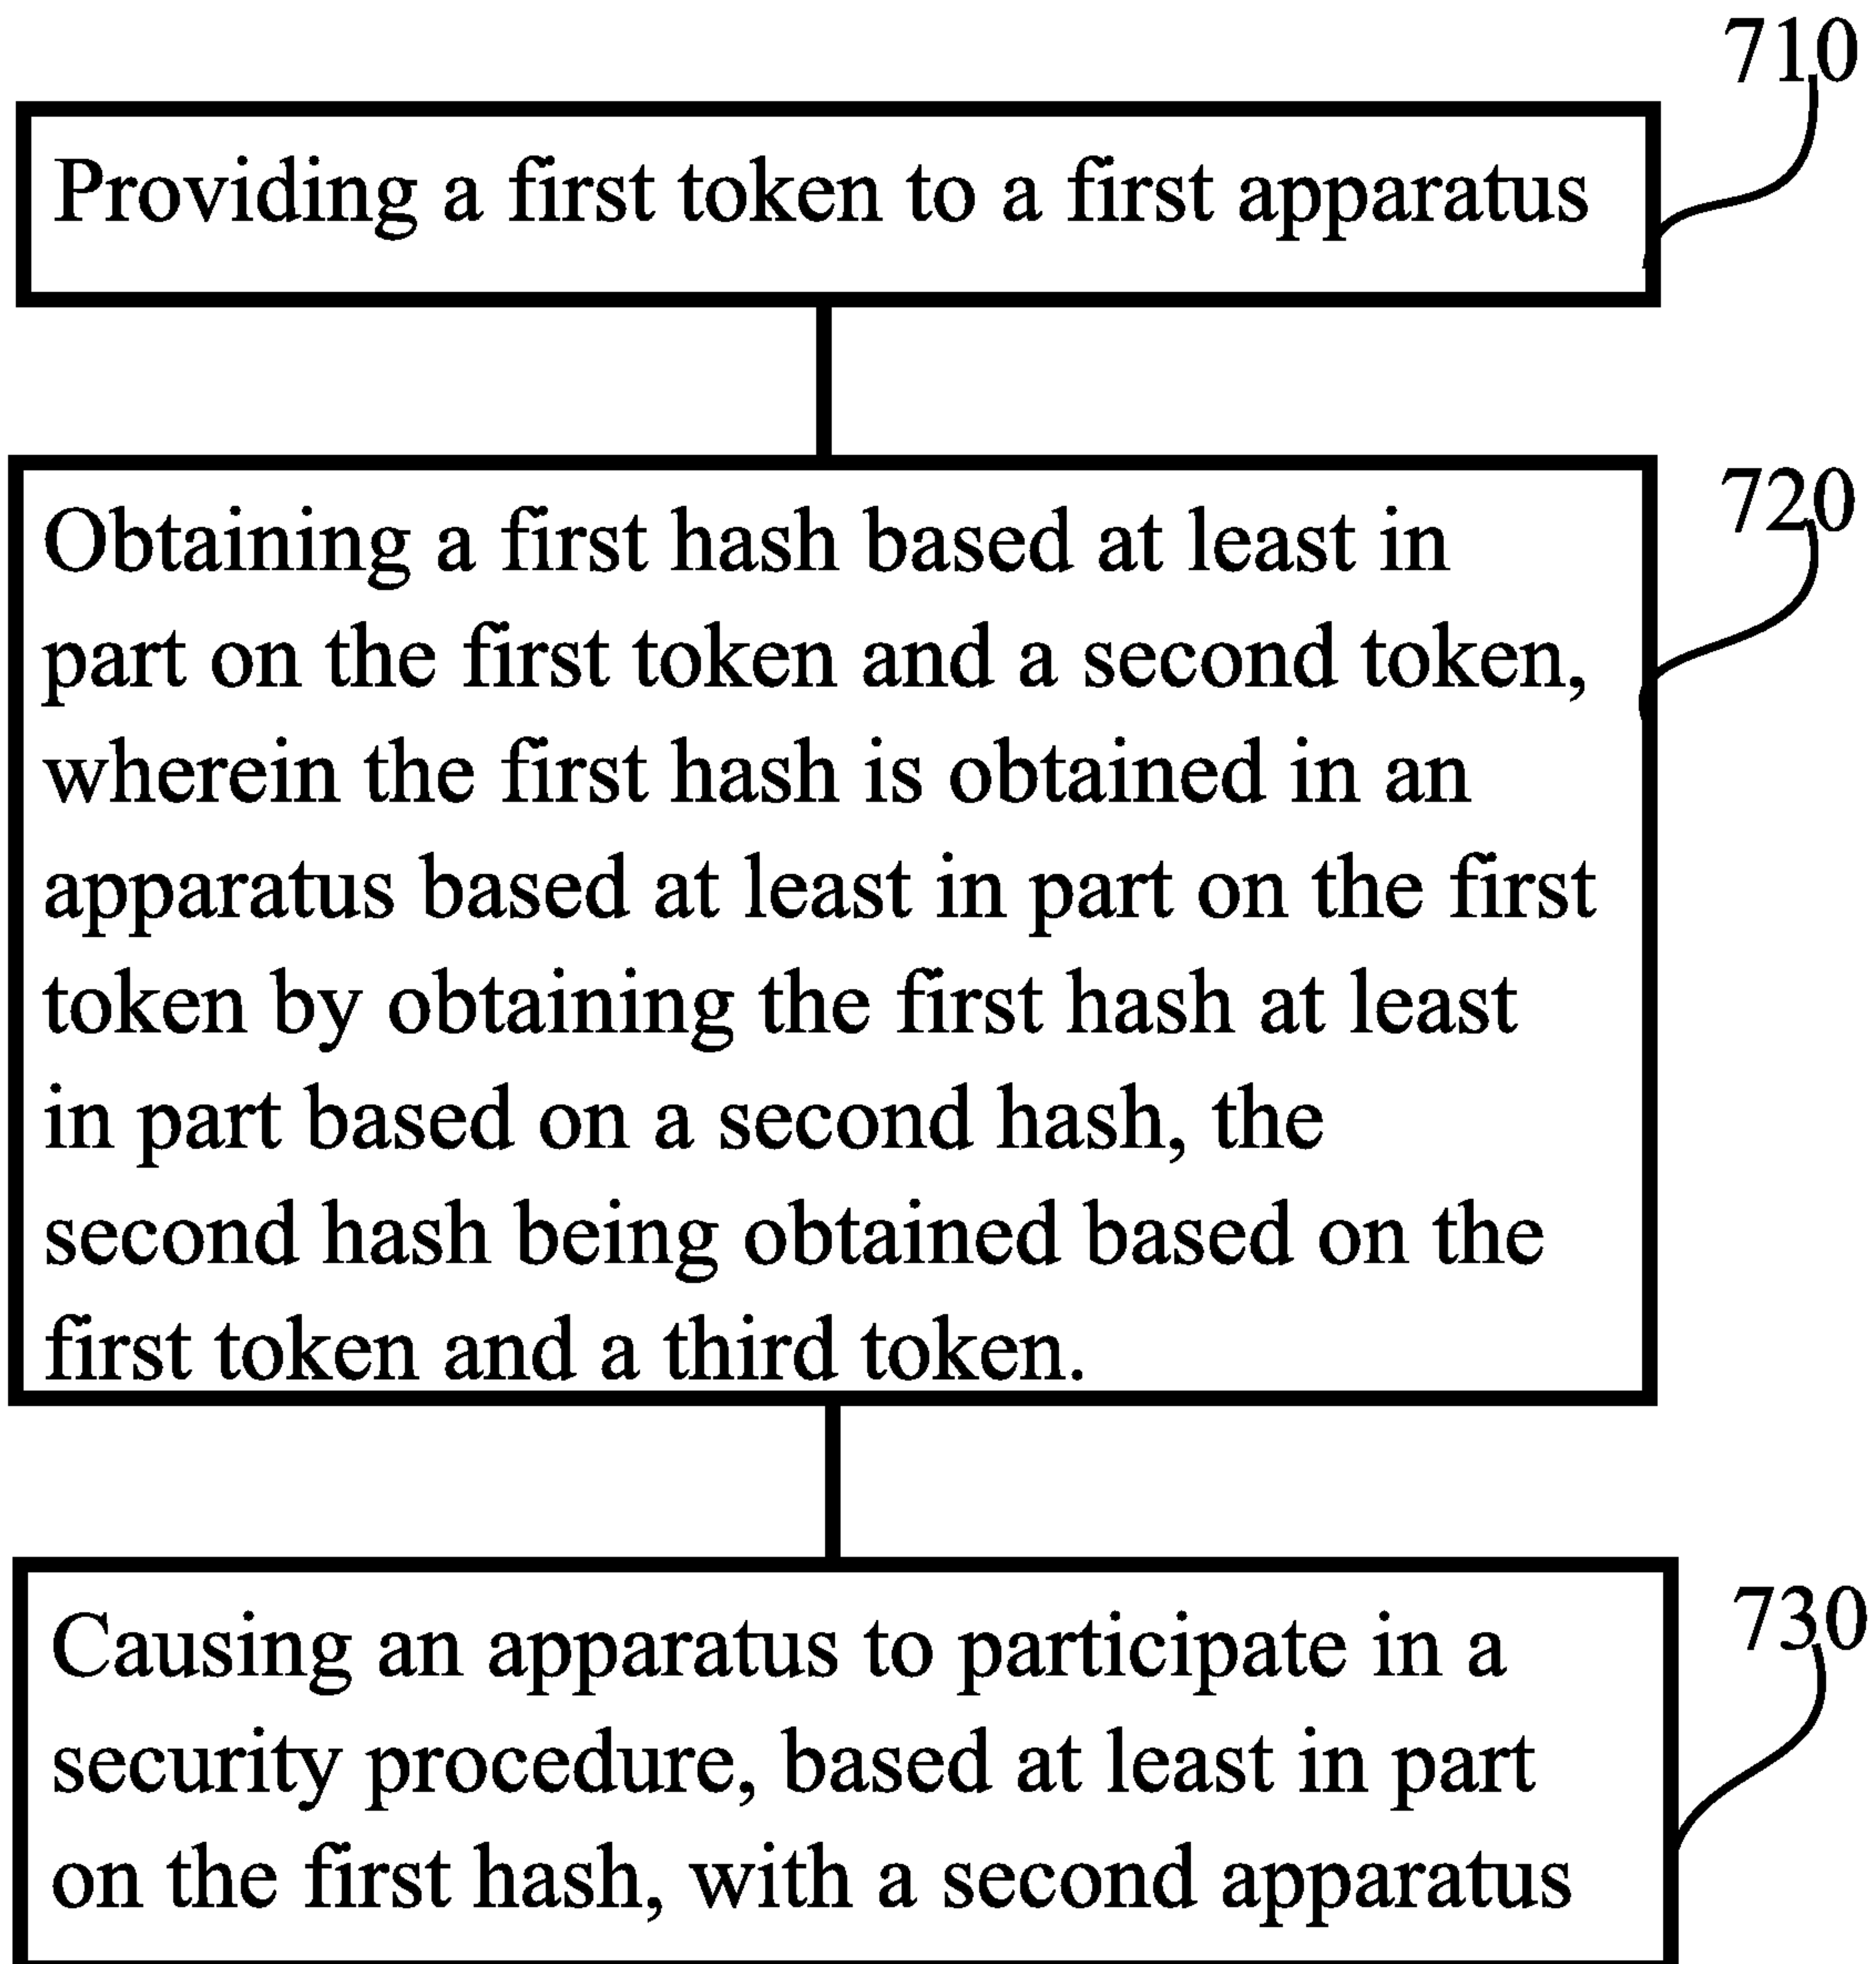 710
Providing a first token to a first apparatus
720
Obtaining a first hash based at least in
part on the first token and a second token,
wherein the first hash is obtained in an
apparatus based at least in part on the first
token by obtaining the first hash at least
in part based on a second hash, the
second hash being obtained based on the
first token and a third token.
730
Causing an apparatus to participate in a
security procedure, based at least in part
on the first hash, with a second apparatus